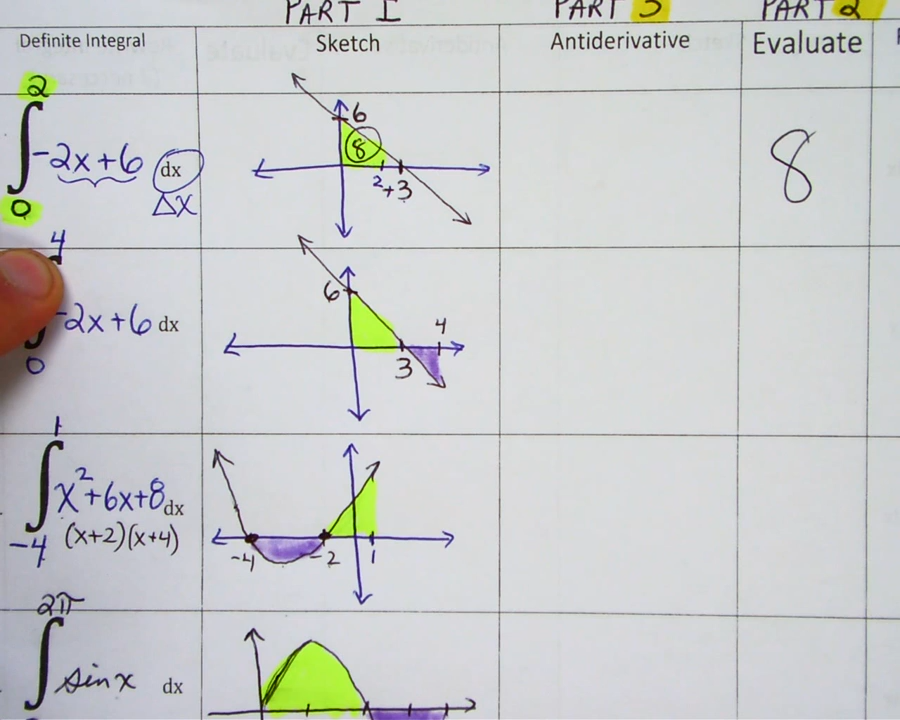 PART I PART 3 PART 2
Definite Integral Sketch Antiderivative Evaluate
2
∫ -2x+6 dx
0
Δx
6
8
2 +3
8
4
-2x+6 dx
0
6
4
3
1
∫ x²+6x+8 dx
-4 (x+2)(x+4)
-4 -2 1
2π
∫ sin x dx